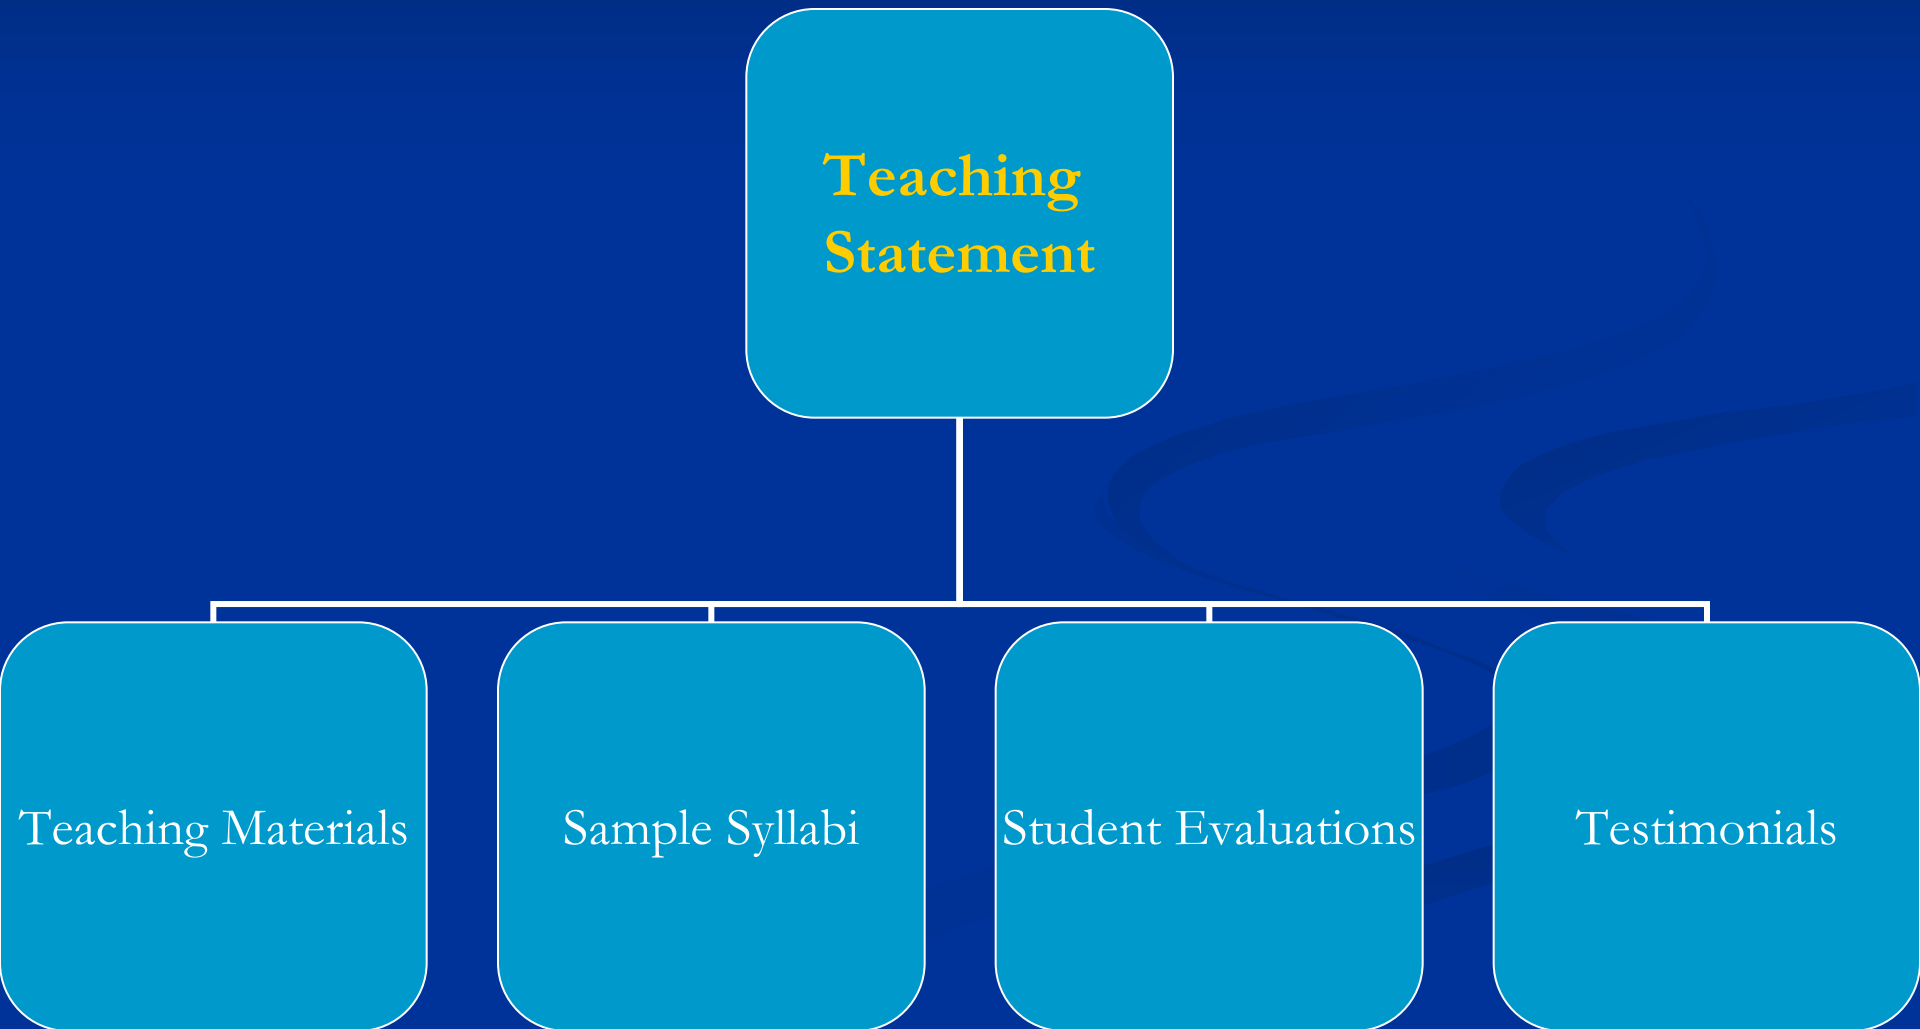 Teaching
Statement
Teaching Materials
Sample Syllabi
Student Evaluations
Testimonials